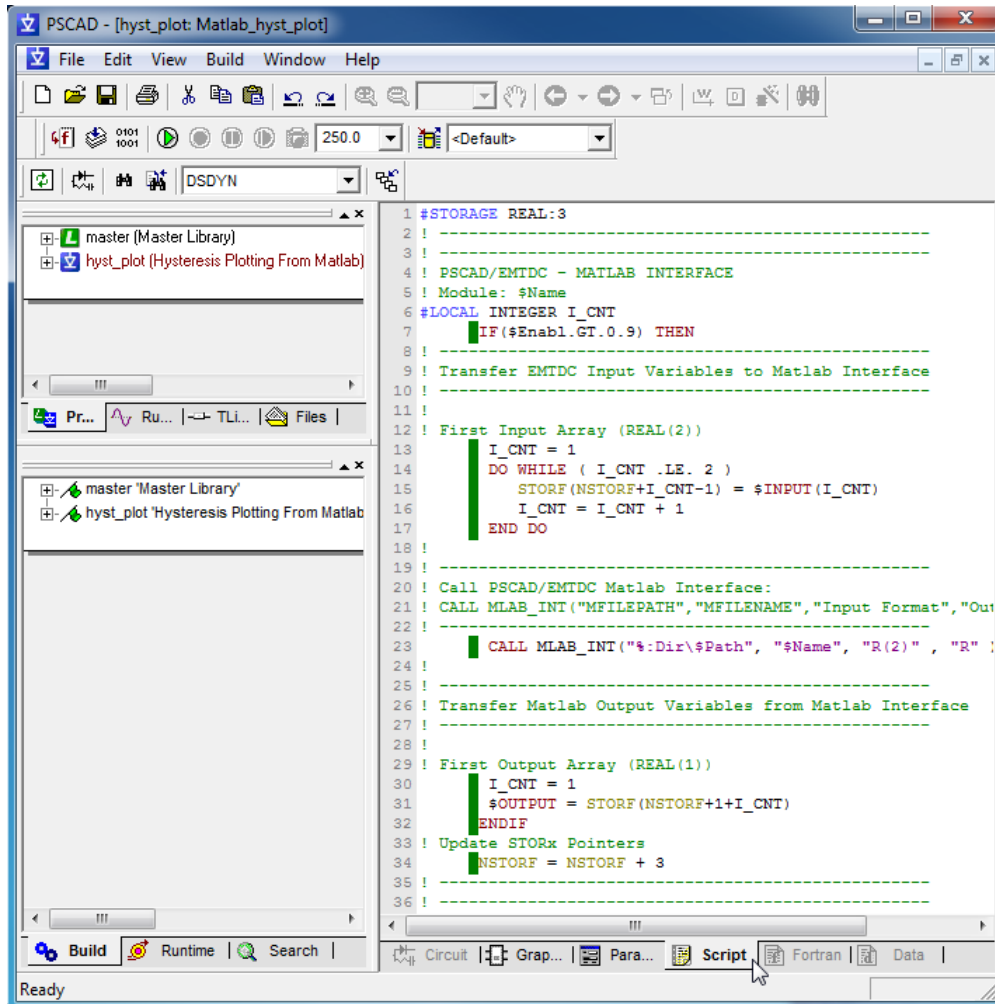 PSCAD - [hyst_plot: Matlab_hyst_plot]
File Edit View Build Window Help
250.0 <Default>
DSDYN
master (Master Library)
hyst_plot (Hysteresis Plotting From Matlab)
Pr... Ru... TLi... Files
master 'Master Library'
hyst_plot 'Hysteresis Plotting From Matlab
Build Runtime Search
1 #STORAGE REAL:3
2 ! --------------------------------------------------
3 ! --------------------------------------------------
4 ! PSCAD/EMTDC - MATLAB INTERFACE
5 ! Module: $Name
6 #LOCAL INTEGER I_CNT
7 IF($Enabl.GT.0.9) THEN
8 ! --------------------------------------------------
9 ! Transfer EMTDC Input Variables to Matlab Interface
10 ! --------------------------------------------------
11 !
12 ! First Input Array (REAL(2))
13 I_CNT = 1
14 DO WHILE ( I_CNT .LE. 2 )
15 STORF(NSTORF+I_CNT-1) = $INPUT(I_CNT)
16 I_CNT = I_CNT + 1
17 END DO
18 !
19 ! --------------------------------------------------
20 ! Call PSCAD/EMTDC Matlab Interface:
21 ! CALL MLAB_INT("MFILEPATH","MFILENAME","Input Format","Out
22 ! --------------------------------------------------
23 CALL MLAB_INT("%:Dir\$Path", "$Name", "R(2)" , "R" )
24 !
25 ! --------------------------------------------------
26 ! Transfer Matlab Output Variables from Matlab Interface
27 ! --------------------------------------------------
28 !
29 ! First Output Array (REAL(1))
30 I_CNT = 1
31 $OUTPUT = STORF(NSTORF+1+I_CNT)
32 ENDIF
33 ! Update STORx Pointers
34 NSTORF = NSTORF + 3
35 ! --------------------------------------------------
36 ! --------------------------------------------------
Circuit Grap... Para... Script Fortran Data
Ready